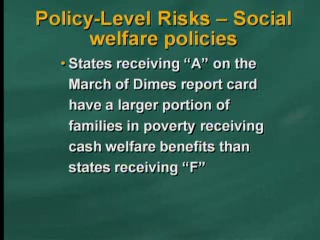 Policy-Level Risks – Social
welfare policies
• States receiving “A” on the
March of Dimes report card
have a larger portion of
families in poverty receiving
cash welfare benefits than
states receiving “F”